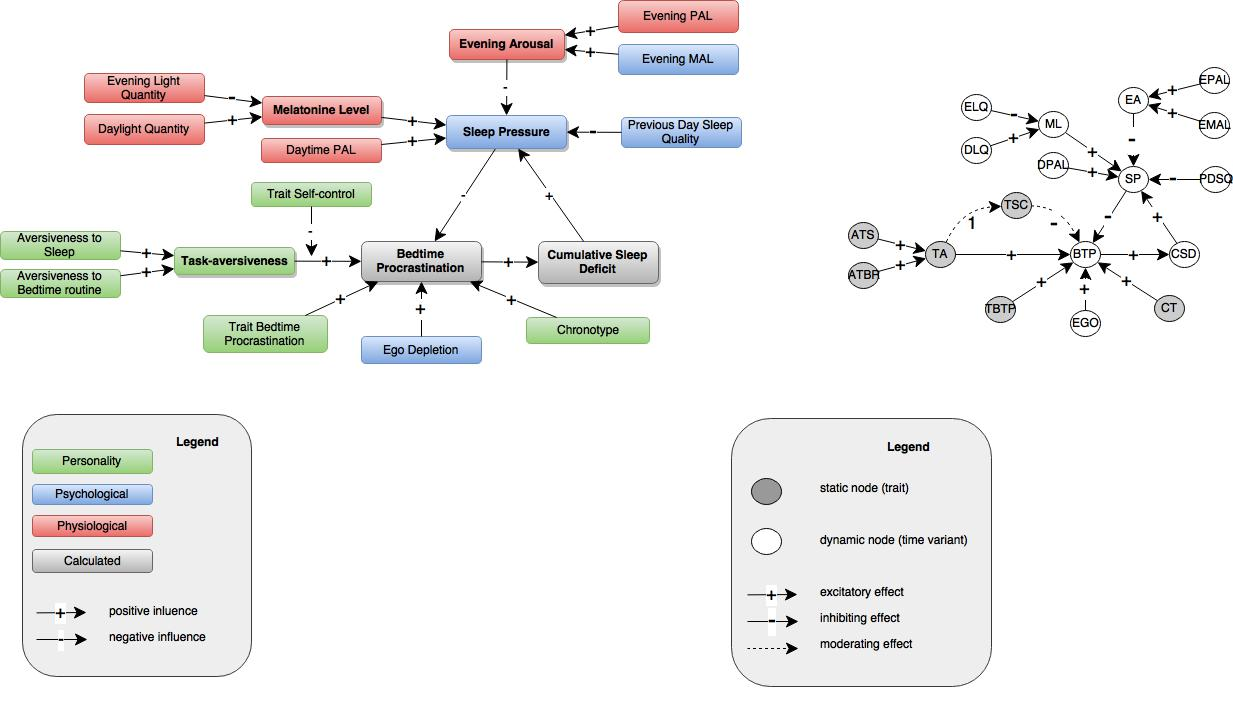 Evening PAL
Evening Arousal
+
+
Evening MAL
-
Evening Light
Quantity
-
Melatonine Level
+
Daylight Quantity
+
Sleep Pressure
-
Previous Day Sleep
Quality
Daytime PAL
+
Trait Self-control
-
-
+
Aversiveness to
Sleep
+
Task-aversiveness
+
Bedtime
Procrastination
+
Cumulative Sleep
Deficit
Aversiveness to
Bedtime routine
+
+
+
+
Trait Bedtime
Procrastination
Ego Depletion
Chronotype
EPAL
EA
+
+
EMAL
ELQ
-
ML
DLQ
+
-
+
DPAL
+
SP
-
PDSQ
TSC
1
-
-
+
ATS
+
TA
+
BTP
+
CSD
ATBR
+
+
+
+
TBTP
EGO
CT
Legend
Personality
Psychological
Physiological
Calculated
+
positive inluence
-
negative influence
Legend
static node (trait)
dynamic node (time variant)
+
excitatory effect
-
inhibiting effect
moderating effect